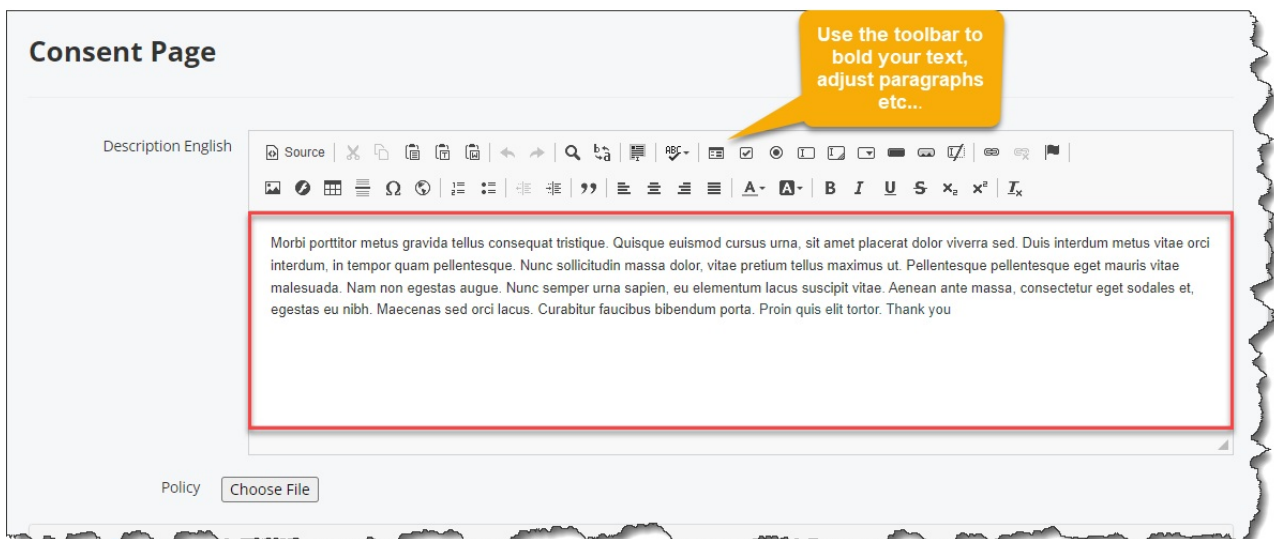 Consent Page
Use the toolbar to
bold your text,
adjust paragraphs
etc...
Description English
Source
ABC
B I U S x₂ x² Tx
Morbi porttitor metus gravida tellus consequat tristique. Quisque euismod cursus urna, sit amet placerat dolor viverra sed. Duis interdum metus vitae orci
interdum, in tempor quam pellentesque. Nunc sollicitudin massa dolor, vitae pretium tellus maximus ut. Pellentesque pellentesque eget mauris vitae
malesuada. Nam non egestas augue. Nunc semper urna sapien, eu elementum lacus suscipit vitae. Aenean ante massa, consectetur eget sodales et,
egestas eu nibh. Maecenas sed orci lacus. Curabitur faucibus bibendum porta. Proin quis elit tortor. Thank you
Policy
Choose File